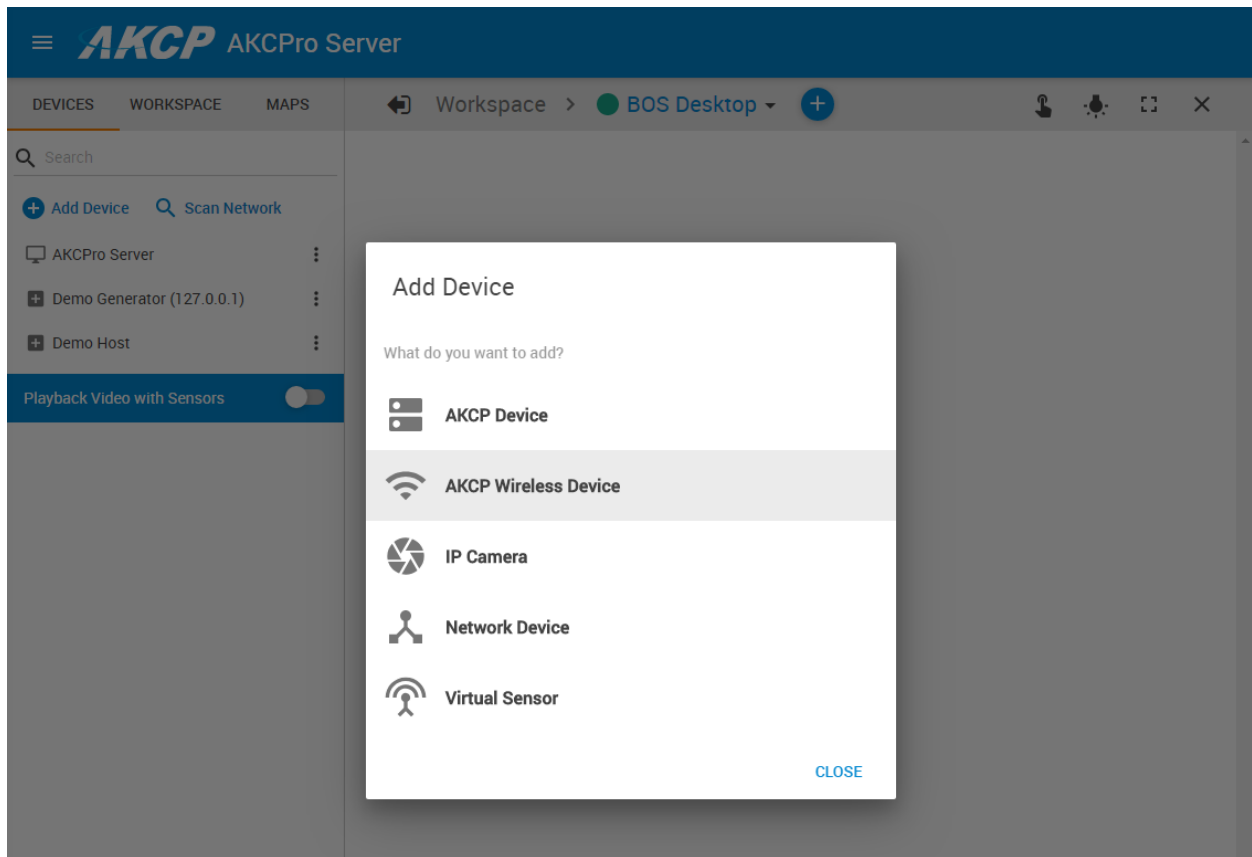 AKCP AKCPro Server
DEVICES WORKSPACE MAPS
Workspace > BOS Desktop
Search
Add Device Scan Network
AKCPro Server
Demo Generator (127.0.0.1)
Demo Host
Playback Video with Sensors
Add Device
What do you want to add?
AKCP Device
AKCP Wireless Device
IP Camera
Network Device
Virtual Sensor
CLOSE